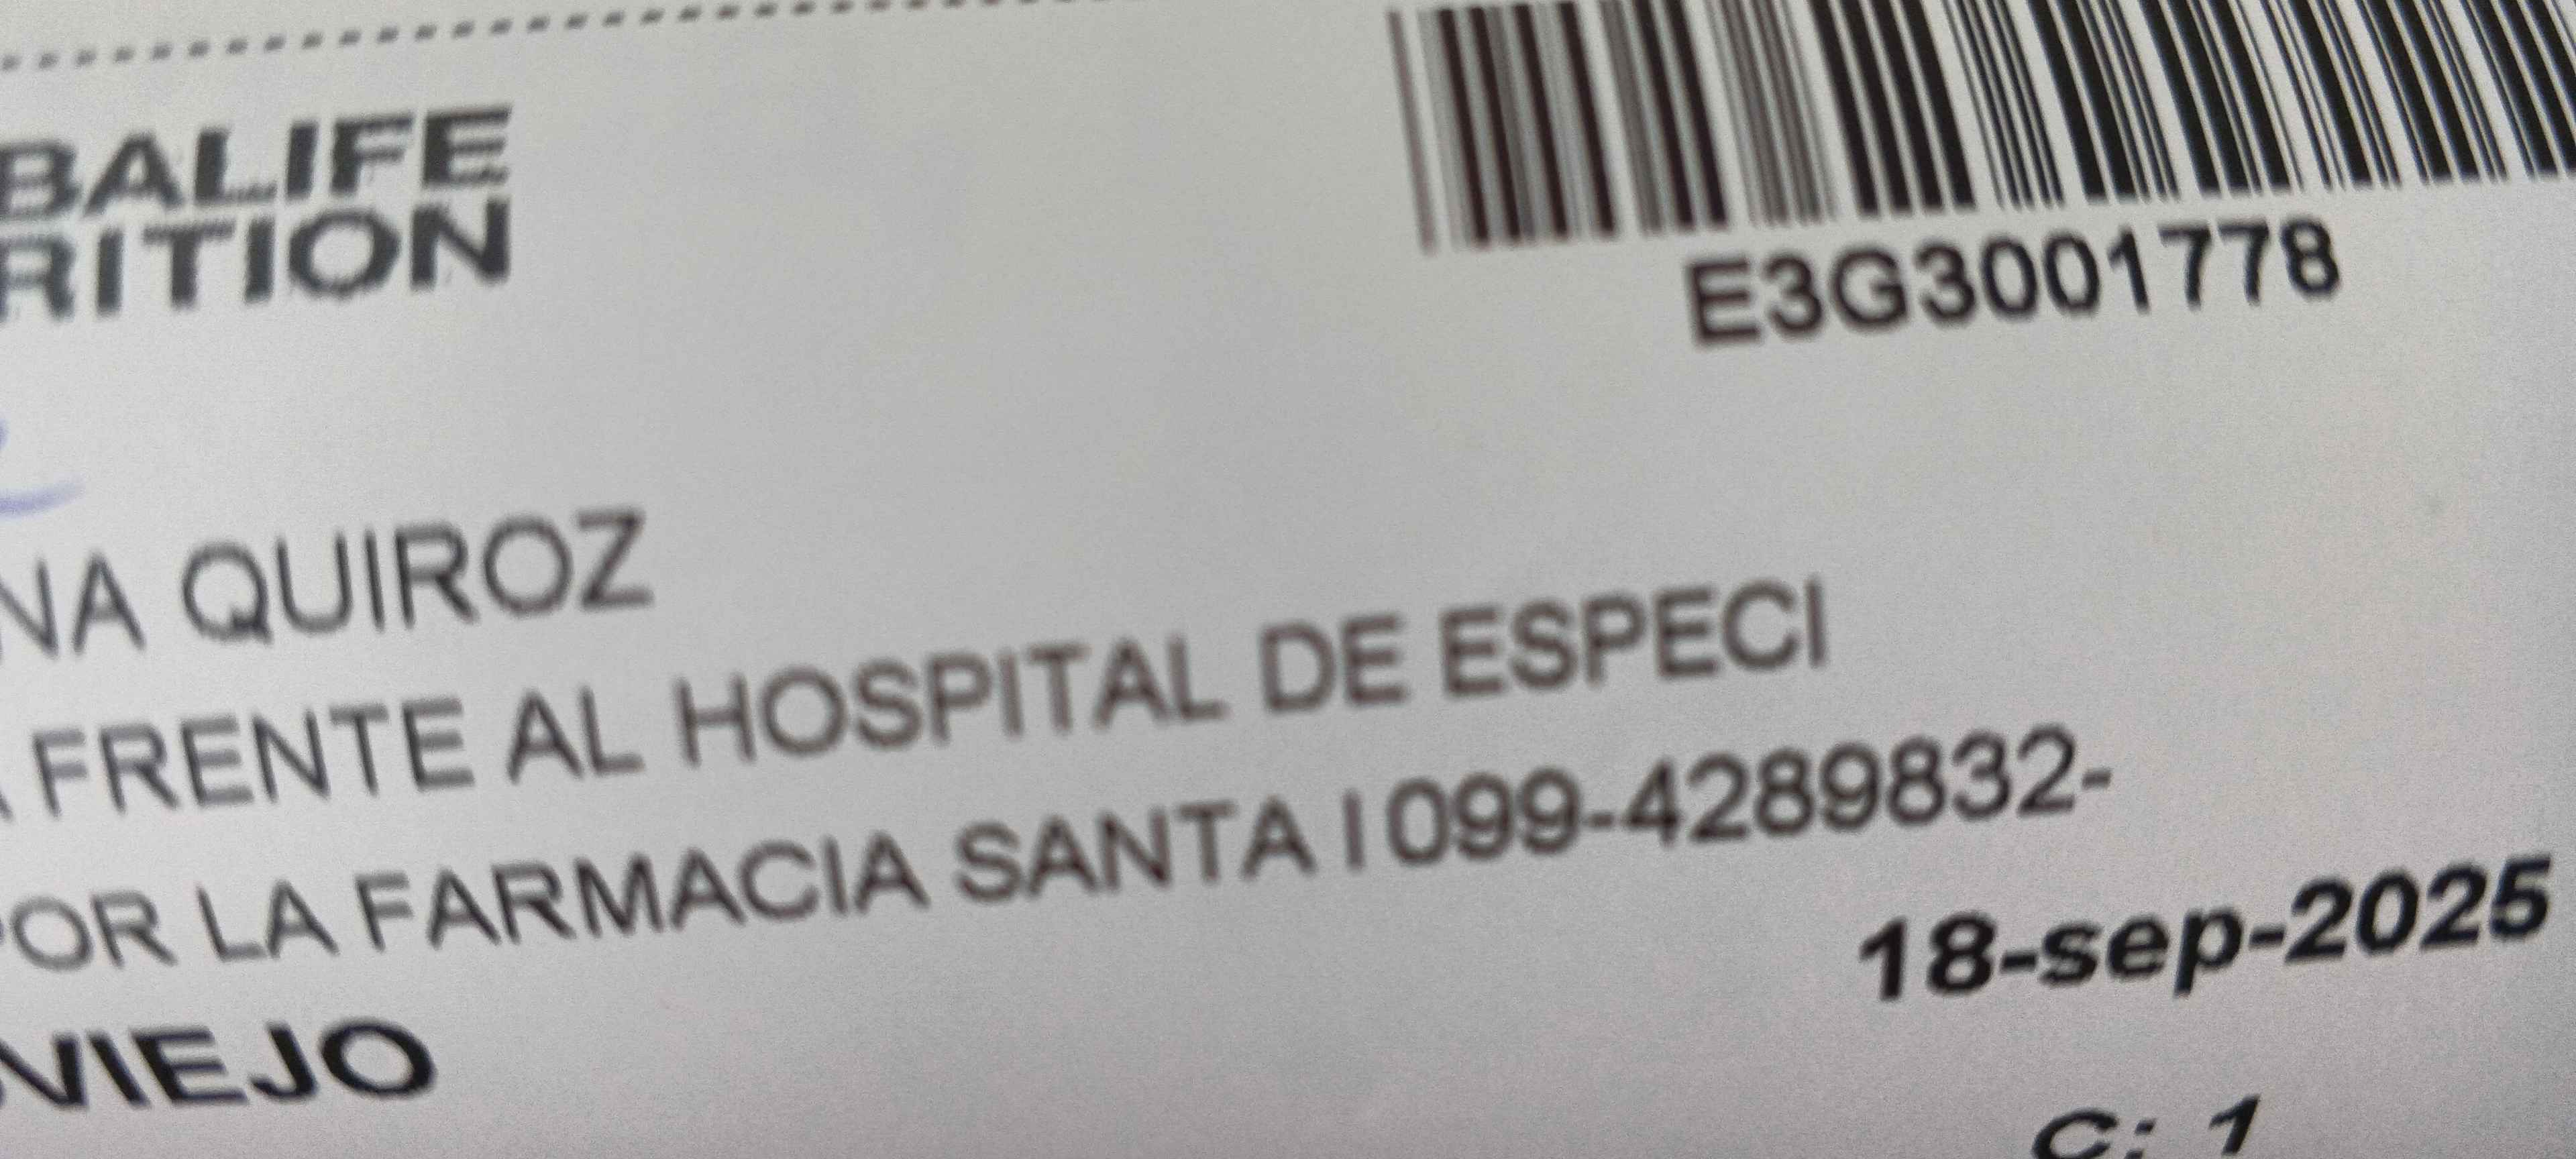 BALIFE
RITION
E3G3001778
NA QUIROZ
FRENTE AL HOSPITAL DE ESPECI
OR LA FARMACIA SANTA I 099-4289832-
18-sep-2025
VIEJO
C: 1